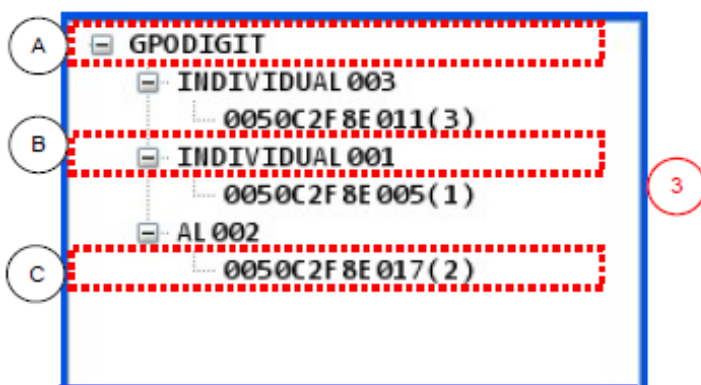 A
GPODIGIT
INDIVIDUAL003
0050C2F8E011(3)
B
INDIVIDUAL001
0050C2F8E005(1)
3
AL002
C
0050C2F8E017(2)